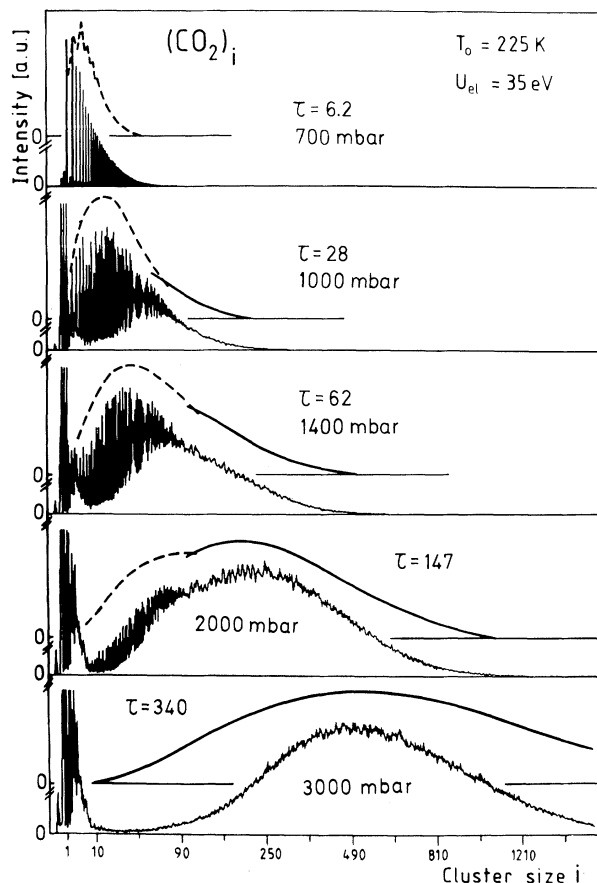 Intensity [a.u.]
(CO₂)ᵢ
T₀ = 225 K
Uₑₗ = 35 eV
0
τ = 6.2
700 mbar
0
τ = 28
1000 mbar
0
0
τ = 62
1400 mbar
0
0
τ = 147
0
2000 mbar
0
τ = 340
0
3000 mbar
0
1 10 90 250 490 810 1210
Cluster size i